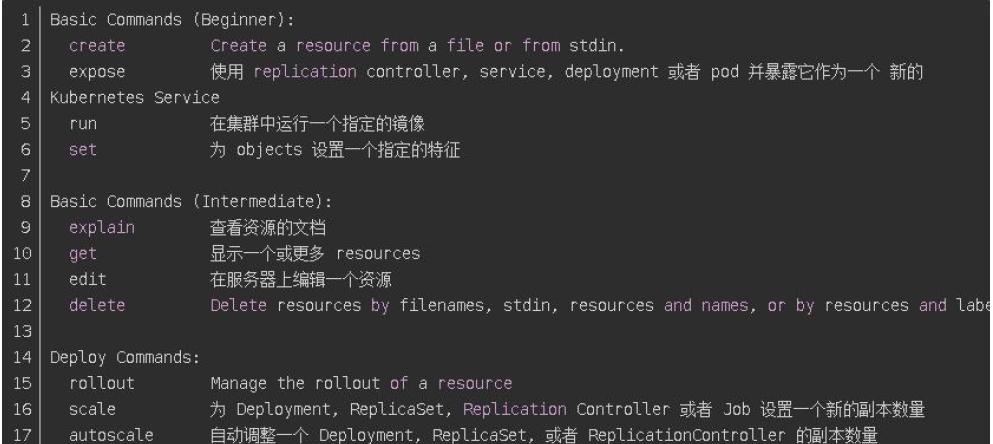 1 Basic Commands (Beginner):
2   create         Create a resource from a file or from stdin.
3   expose         使用 replication controller, service, deployment 或者 pod 并暴露它作为一个 新的
4 Kubernetes Service
5   run            在集群中运行一个指定的镜像
6   set            为 objects 设置一个指定的特征
7
8 Basic Commands (Intermediate):
9   explain        查看资源的文档
10   get            显示一个或更多 resources
11   edit           在服务器上编辑一个资源
12   delete         Delete resources by filenames, stdin, resources and names, or by resources and labe
13
14 Deploy Commands:
15   rollout        Manage the rollout of a resource
16   scale          为 Deployment, ReplicaSet, Replication Controller 或者 Job 设置一个新的副本数量
17   autoscale      自动调整一个 Deployment, ReplicaSet, 或者 ReplicationController 的副本数量